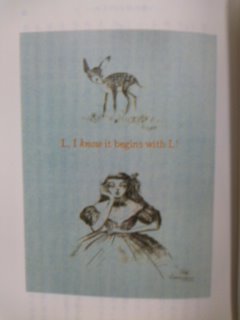 L, I know it begins with L!